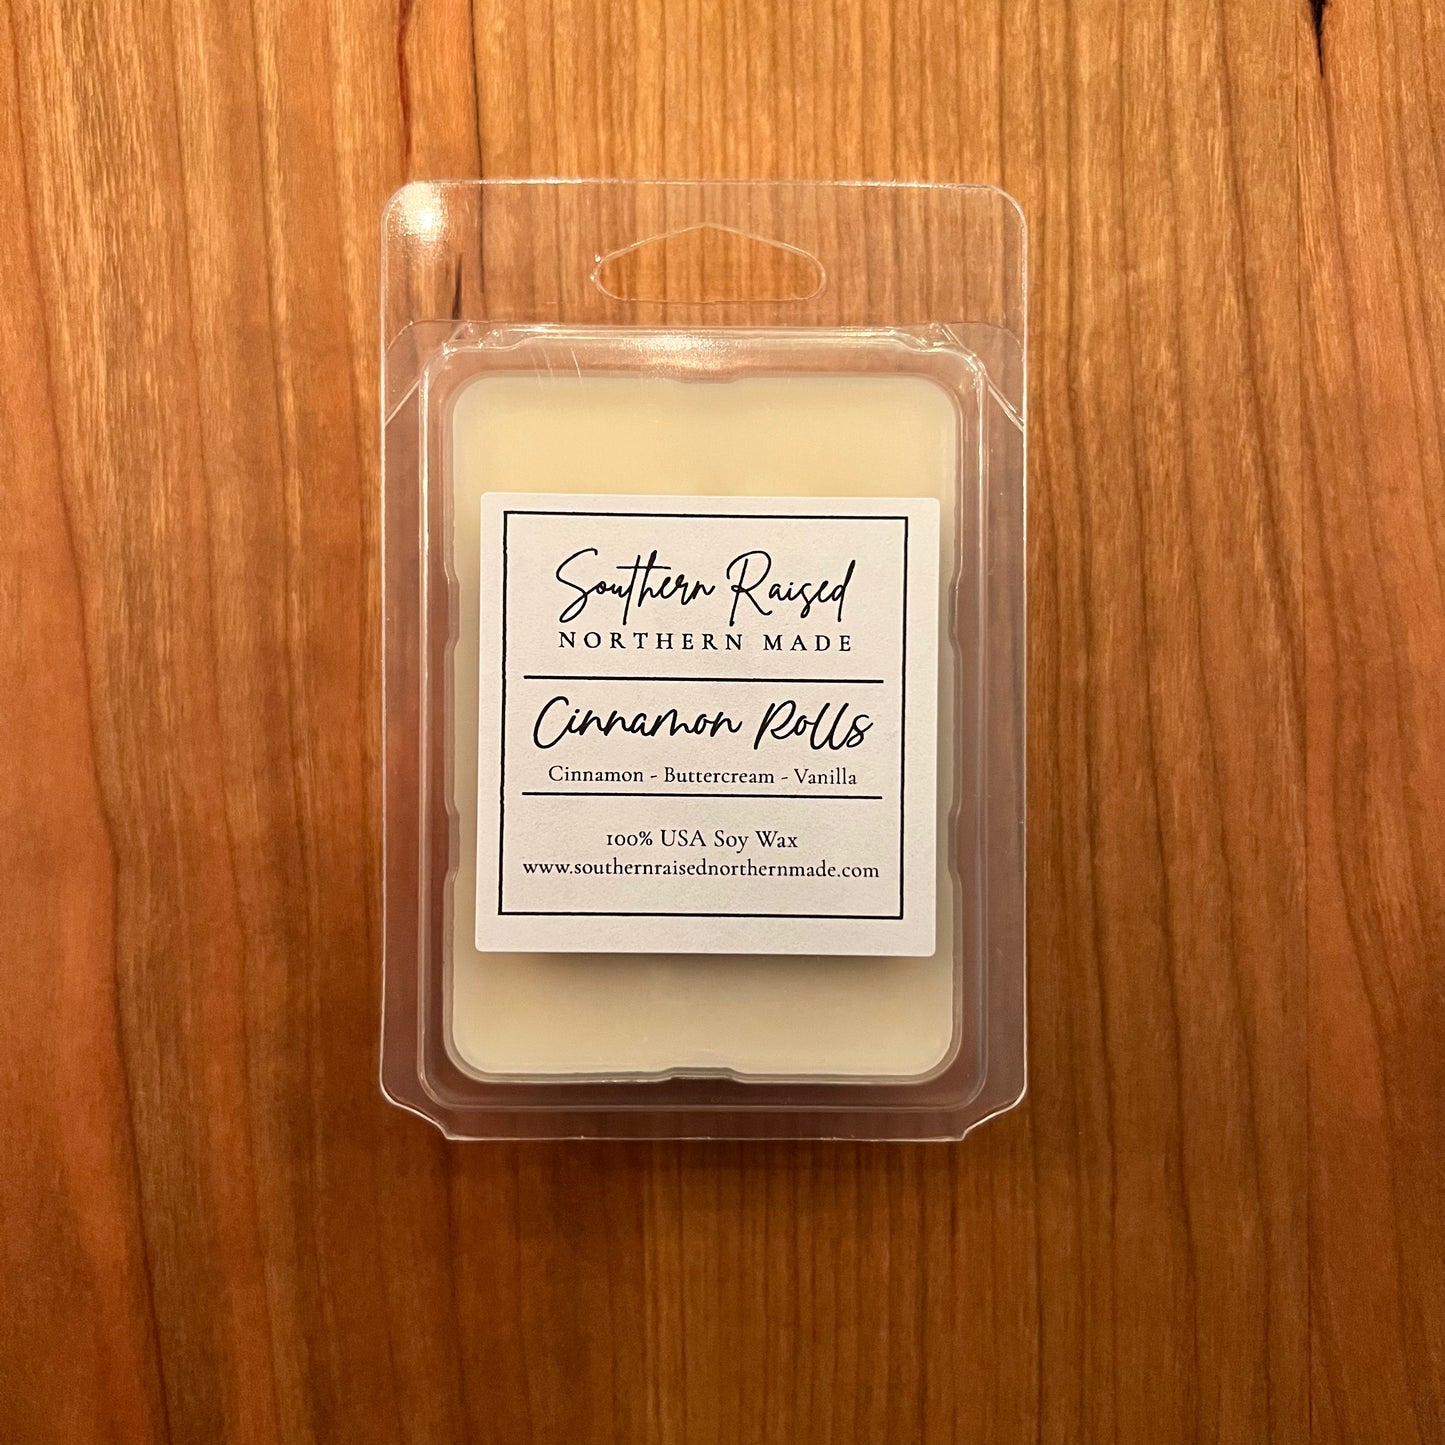 Southern Raised
NORTHERN MADE
Cinnamon Rolls
Cinnamon - Buttercream - Vanilla
100% USA Soy Wax
www.southernraisednorthernmade.com